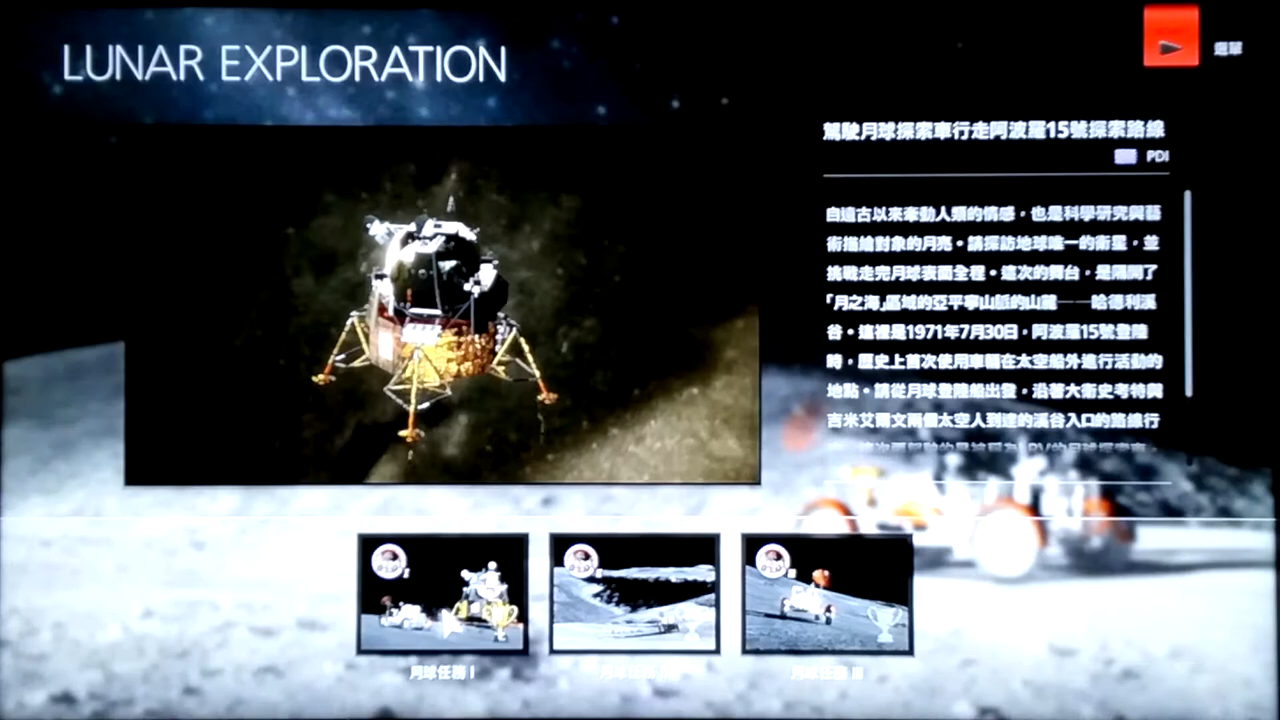 LUNAR EXPLORATION
選單
駕駛月球探索車行走阿波羅15號探索路線
PDI
自遠古以來牽動人類的情感，也是科學研究與藝
術描繪對象的月亮。請探訪地球唯一的衛星，並
挑戰走完月球表面全程。這次的舞台，是隔開了
「月之海」區域的亞平寧山脈的山麓——哈德利溪
谷。這裡是1971年7月30日，阿波羅15號登陸
時，歷史上首次使用車輛在太空船外進行活動的
地點。請從月球登陸船出發，沿著大衛史考特與
吉米艾爾文兩個太空人到達的溪谷入口的路線行
月球任務 I
月球任務
月球任務 III